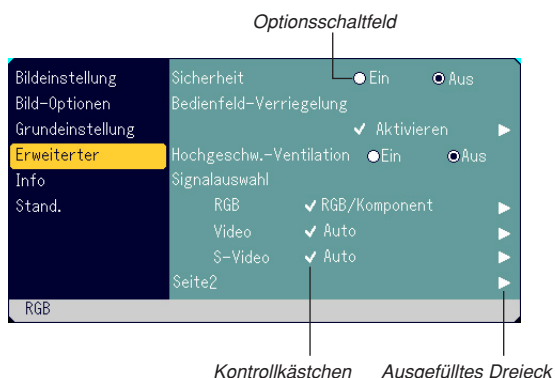 Optionsschaltfeld
Bildeinstellung
Bild-Optionen
Grundeinstellung
Erweiterter
Info
Stand.
Sicherheit Ein Aus
Bedienfeld-Verriegelung
Aktivieren
Hochgeschw.-Ventilation Ein Aus
Signalauswahl
RGB RGB/Komponent
Video Auto
S-Video Auto
Seite2
RGB
Kontrollkästchen Ausgefülltes Dreieck